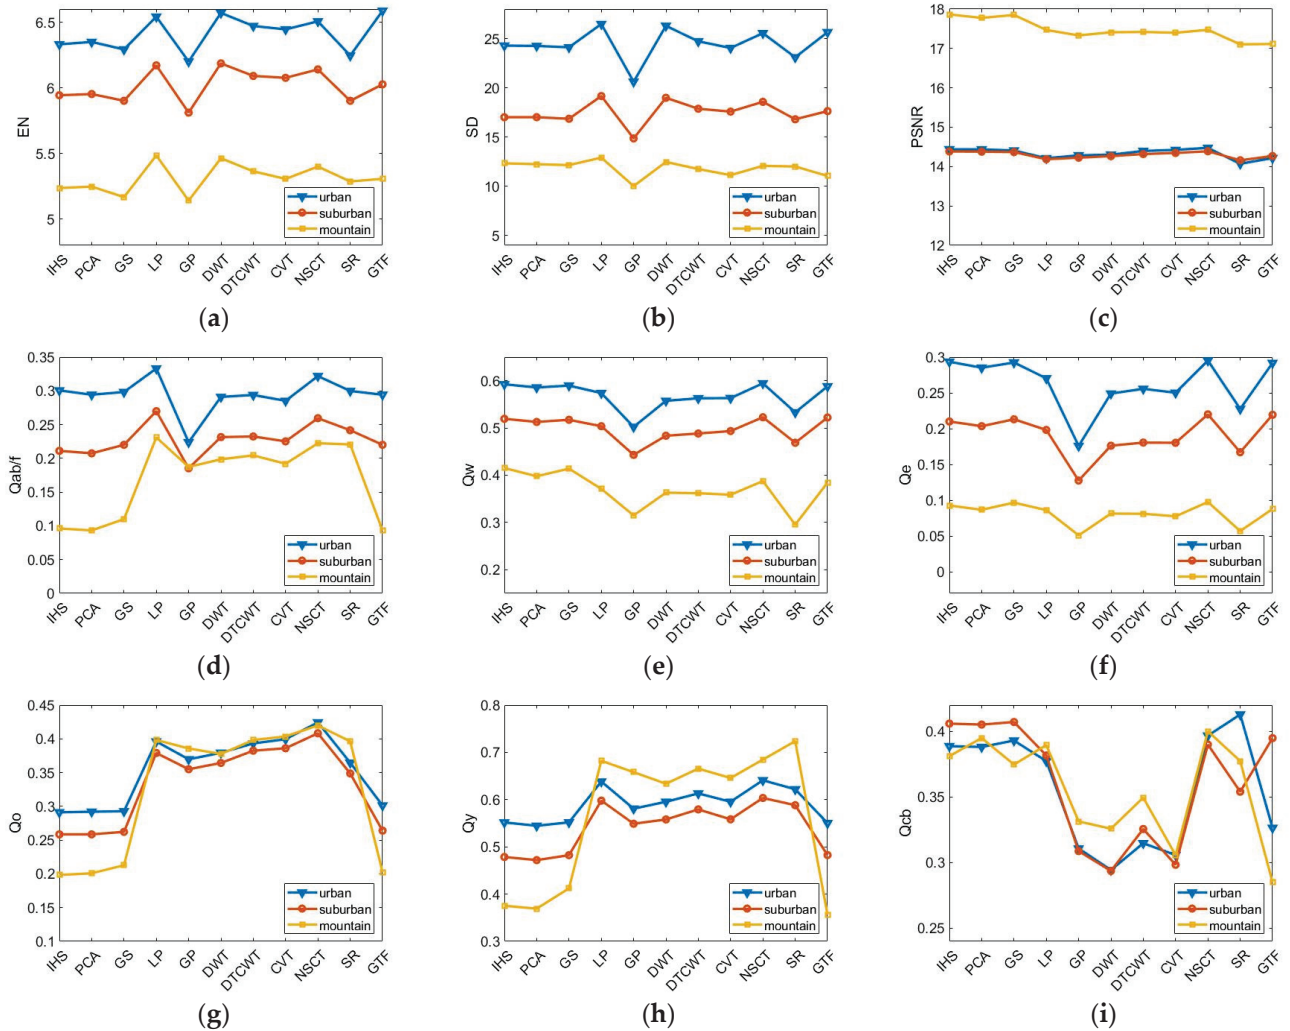 6.5
6
5.5
5
EN
urban
suburban
mountain
IHS PCA GS LP GP DWT DTCWT CVT NSCT SR GTF
(a)
25
20
15
10
5
SD
urban
suburban
mountain
IHS PCA GS LP GP DWT DTCWT CVT NSCT SR GTF
(b)
18
17
16
15
14
13
12
PSNR
urban
suburban
mountain
IHS PCA GS LP GP DWT DTCWT CVT NSCT SR GTF
(c)
0.35
0.3
0.25
0.2
0.15
0.1
0.05
0
Qab/f
urban
suburban
mountain
IHS PCA GS LP GP DWT DTCWT CVT NSCT SR GTF
(d)
0.6
0.5
0.4
0.3
0.2
Qw
urban
suburban
mountain
IHS PCA GS LP GP DWT DTCWT CVT NSCT SR GTF
(e)
0.3
0.25
0.2
0.15
0.1
0.05
0
Qe
urban
suburban
mountain
IHS PCA GS LP GP DWT DTCWT CVT NSCT SR GTF
(f)
0.45
0.4
0.35
0.3
0.25
0.2
0.15
0.1
Qo
urban
suburban
mountain
IHS PCA GS LP GP DWT DTCWT CVT NSCT SR GTF
(g)
0.8
0.7
0.6
0.5
0.4
0.3
Qy
urban
suburban
mountain
IHS PCA GS LP GP DWT DTCWT CVT NSCT SR GTF
(h)
0.4
0.35
0.3
0.25
Qcb
urban
suburban
mountain
IHS PCA GS LP GP DWT DTCWT CVT NSCT SR GTF
(i)